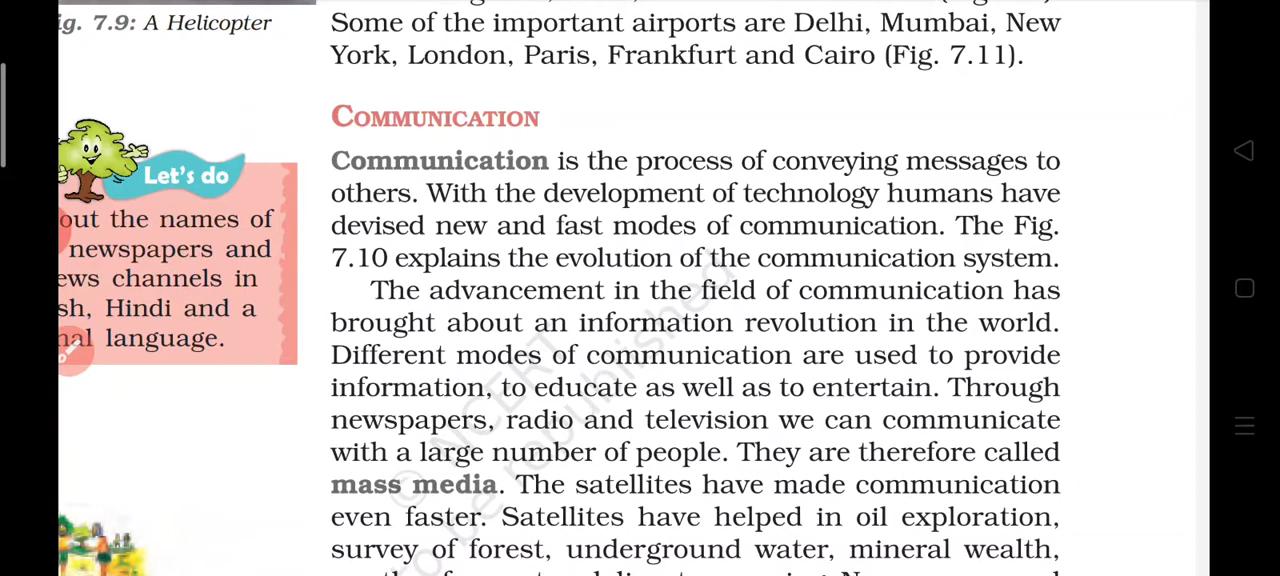 ig. 7.9: A Helicopter
Some of the important airports are Delhi, Mumbai, New
York, London, Paris, Frankfurt and Cairo (Fig. 7.11).
COMMUNICATION
Let's do
out the names of
newspapers and
ews channels in
sh, Hindi and a
nal language.
Communication is the process of conveying messages to
others. With the development of technology humans have
devised new and fast modes of communication. The Fig.
7.10 explains the evolution of the communication system.
The advancement in the field of communication has
brought about an information revolution in the world.
Different modes of communication are used to provide
information, to educate as well as to entertain. Through
newspapers, radio and television we can communicate
with a large number of people. They are therefore called
mass media. The satellites have made communication
even faster. Satellites have helped in oil exploration,
survey of forest, underground water, mineral wealth,
© NCERT
to be republished